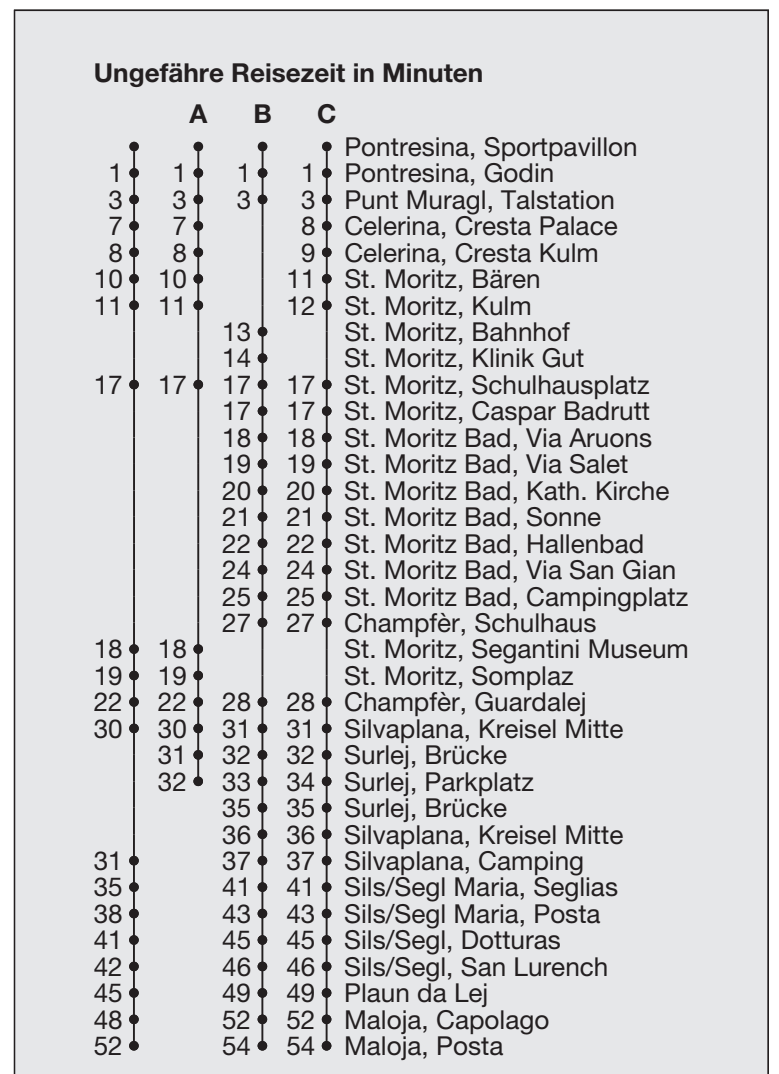 Ungefähre Reisezeit in Minuten
A B C
Pontresina, Sportpavillon
1 1 1 1 Pontresina, Godin
3 3 3 3 Punt Muragl, Talstation
7 7 8 Celerina, Cresta Palace
8 8 9 Celerina, Cresta Kulm
10 10 11 St. Moritz, Bären
11 11 12 St. Moritz, Kulm
13 St. Moritz, Bahnhof
14 St. Moritz, Klinik Gut
17 17 17 17 St. Moritz, Schulhausplatz
17 17 St. Moritz, Caspar Badrutt
18 18 St. Moritz Bad, Via Aruons
19 19 St. Moritz Bad, Via Salet
20 20 St. Moritz Bad, Kath. Kirche
21 21 St. Moritz Bad, Sonne
22 22 St. Moritz Bad, Hallenbad
24 24 St. Moritz Bad, Via San Gian
25 25 St. Moritz Bad, Campingplatz
27 27 Champfèr, Schulhaus
18 18 St. Moritz, Segantini Museum
19 19 St. Moritz, Somplaz
22 22 28 28 Champfèr, Guardalej
30 30 31 31 Silvaplana, Kreisel Mitte
31 32 32 Surlej, Brücke
32 33 34 Surlej, Parkplatz
35 35 Surlej, Brücke
36 36 Silvaplana, Kreisel Mitte
31 37 37 Silvaplana, Camping
35 41 41 Sils/Segl Maria, Seglias
38 43 43 Sils/Segl Maria, Posta
41 45 45 Sils/Segl, Dotturas
42 46 46 Sils/Segl, San Lurench
45 49 49 Plaun da Lej
48 52 52 Maloja, Capolago
52 54 54 Maloja, Posta